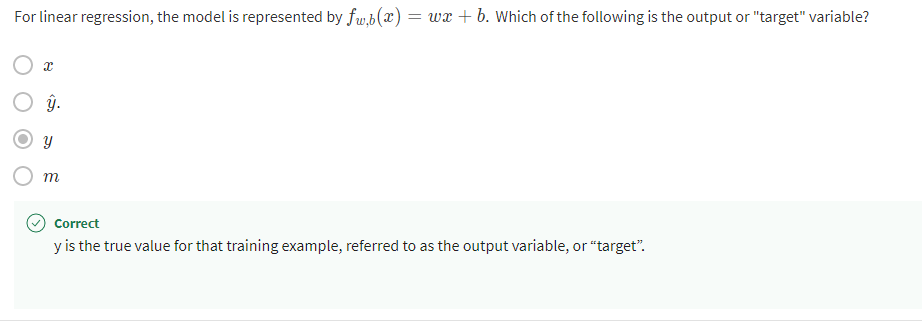 For linear regression, the model is represented by f_{w,b}(x) = wx + b. Which of the following is the output or "target" variable?
x
ŷ.
y
m
Correct
y is the true value for that training example, referred to as the output variable, or “target”.